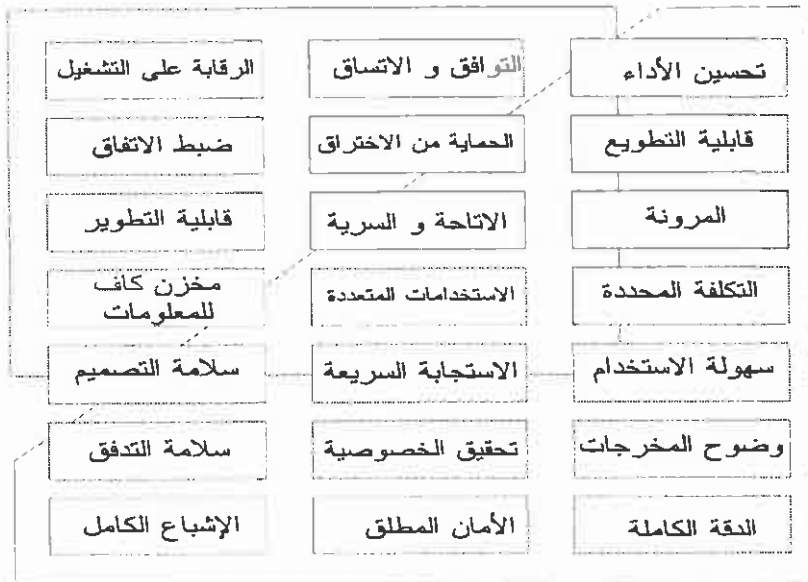 تحسين الأداء
التوافق و الاتساق
الرقابة على التشغيل
قابلية التطويع
الحماية من الاختراق
ضبط الاتفاق
المرونة
الاتاحة و السرية
قابلية التطوير
التكلفة المحددة
الاستخدامات المتعددة
مخزن كاف
للمعلومات
سهولة الاستخدام
الاستجابة السريعة
سلامة التصميم
وضوح المخرجات
تحقيق الخصوصية
سلامة التدفق
الدقة الكاملة
الأمان المطلق
الإشباع الكامل